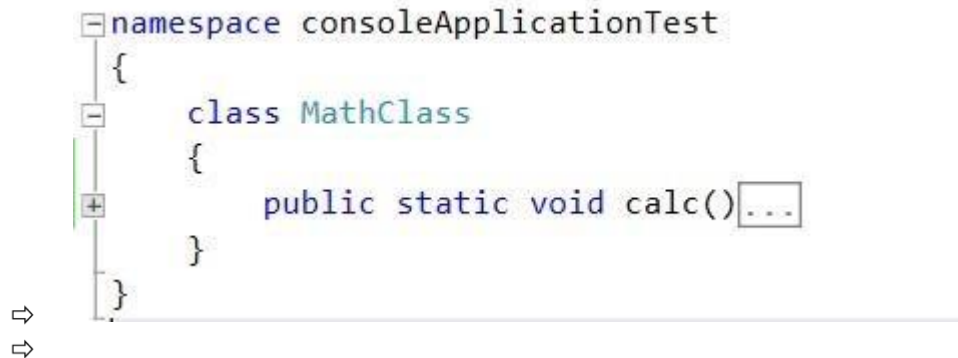 namespace consoleApplicationTest
{
class MathClass
{
public static void calc()...
}
}
⇨
⇨